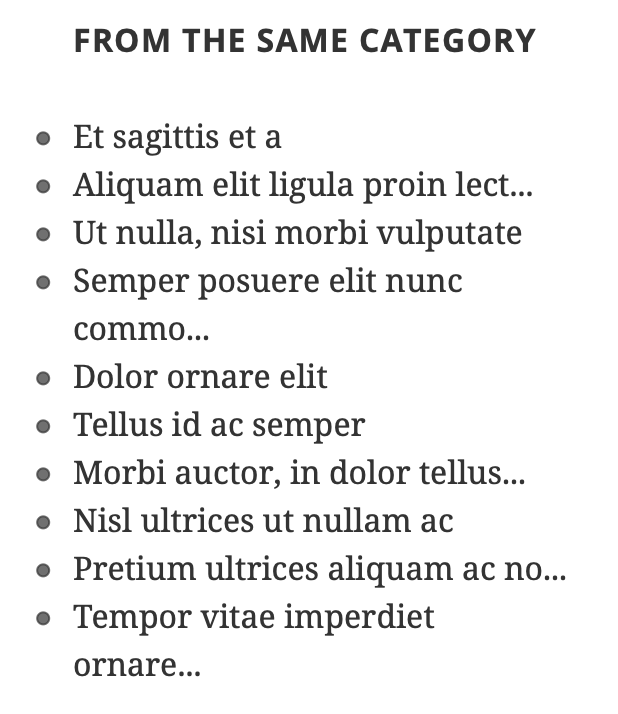 FROM THE SAME CATEGORY
Et sagittis et a
Aliquam elit ligula proin lect...
Ut nulla, nisi morbi vulputate
Semper posuere elit nunc
commo...
Dolor ornare elit
Tellus id ac semper
Morbi auctor, in dolor tellus...
Nisl ultrices ut nullam ac
Pretium ultrices aliquam ac no...
Tempor vitae imperdiet
ornare...